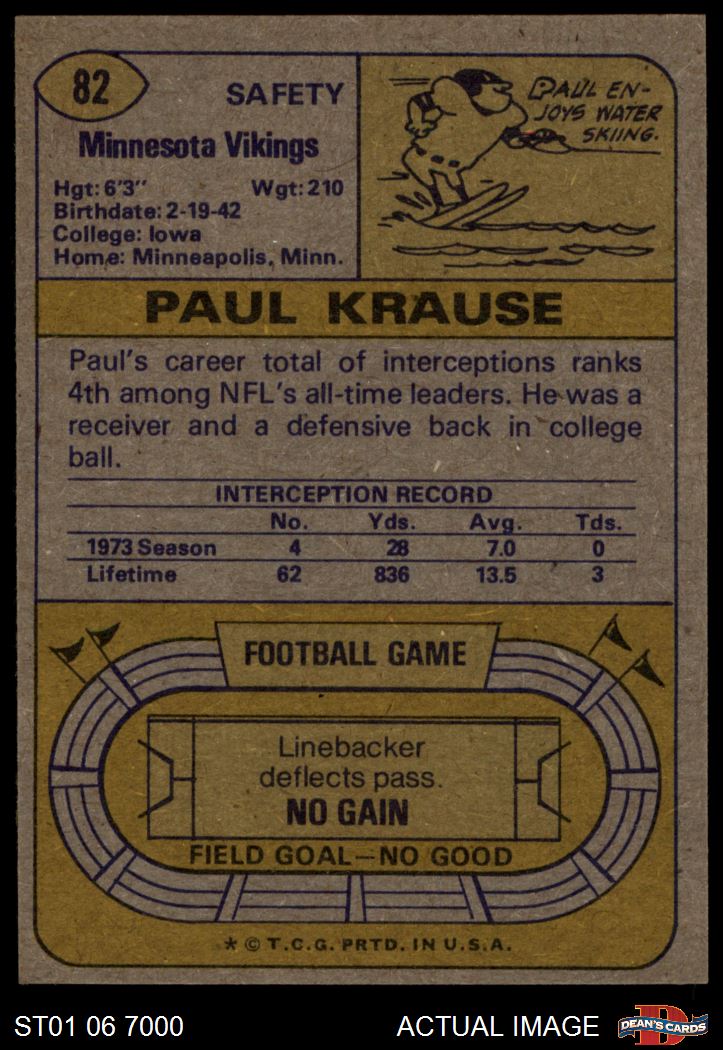 82
SAFETY
Minnesota Vikings
Hgt: 6'3" Wgt: 210
Birthdate: 2-19-42
College: Iowa
Home: Minneapolis, Minn.
PAUL EN-
JOYS WATER
SKIING.
PAUL KRAUSE
Paul's career total of interceptions ranks
4th among NFL's all-time leaders. He was a
receiver and a defensive back in college
ball.
INTERCEPTION RECORD
No. Yds. Avg. Tds.
1973 Season 4 28 7.0 0
Lifetime 62 836 13.5 3
FOOTBALL GAME
Linebacker
deflects pass.
NO GAIN
FIELD GOAL—NO GOOD
* © T.C.G. PRTD. IN U.S.A.
ST01 06 7000 ACTUAL IMAGE
D
DEAN'S CARDS